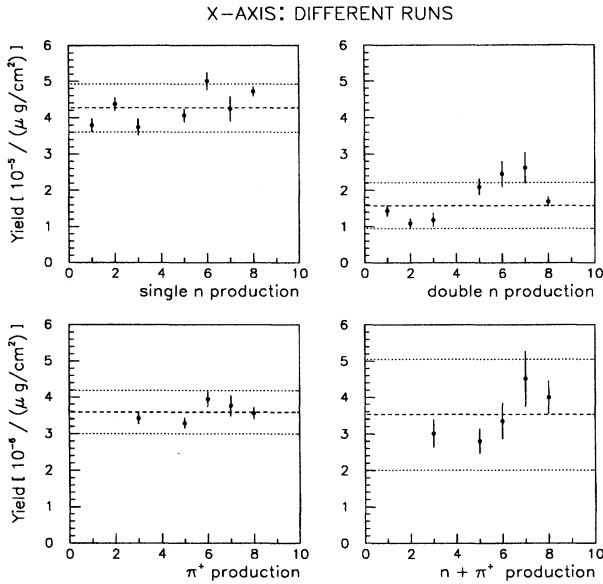 X-AXIS: DIFFERENT RUNS
Yield [ 10⁻⁵ / (μ g/cm²) ]
6
5
4
3
2
1
0
0 2 4 6 8 10
single n production
6
5
4
3
2
1
0
0 2 4 6 8 10
double n production
Yield [ 10⁻⁶ / (μ g/cm²) ]
6
5
4
3
2
1
0
0 2 4 6 8 10
π⁺ production
6
5
4
3
2
1
0
0 2 4 6 8 10
n + π⁺ production